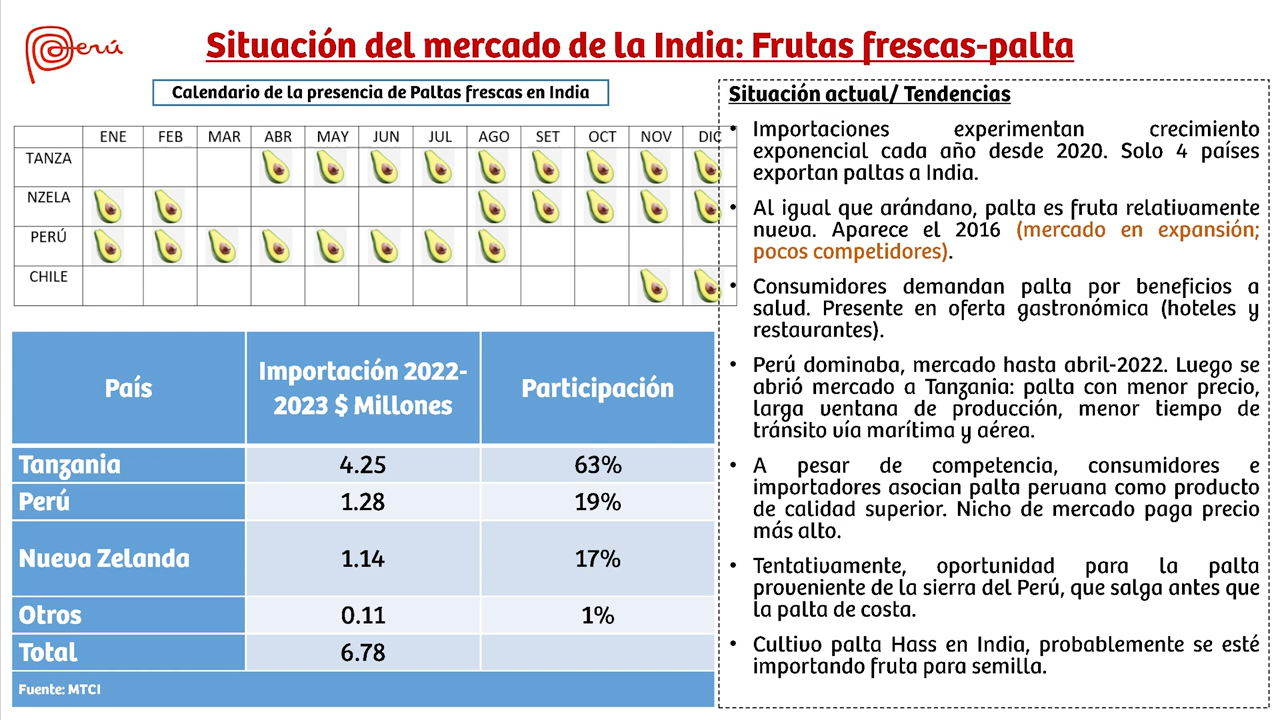 Perú
Situación del mercado de la India: Frutas frescas-palta
Calendario de la presencia de Paltas frescas en India
ENE FEB MAR ABR MAY JUN JUL AGO SET OCT NOV DIC
TANZA
NZELA
PERÚ
CHILE
País Importación 2022-
2023 $ Millones Participación
Tanzania 4.25 63%
Perú 1.28 19%
Nueva Zelanda 1.14 17%
Otros 0.11 1%
Total 6.78
Fuente: MTCI
Situación actual/ Tendencias
• Importaciones experimentan crecimiento
exponencial cada año desde 2020. Solo 4 países
exportan paltas a India.
• Al igual que arándano, palta es fruta relativamente
nueva. Aparece el 2016 (mercado en expansión;
pocos competidores).
• Consumidores demandan palta por beneficios a
salud. Presente en oferta gastronómica (hoteles y
restaurantes).
• Perú dominaba, mercado hasta abril-2022. Luego se
abrió mercado a Tanzania: palta con menor precio,
larga ventana de producción, menor tiempo de
tránsito vía marítima y aérea.
• A pesar de competencia, consumidores e
importadores asocian palta peruana como producto
de calidad superior. Nicho de mercado paga precio
más alto.
• Tentativamente, oportunidad para la palta
proveniente de la sierra del Perú, que salga antes que
la palta de costa.
• Cultivo palta Hass en India, probablemente se esté
importando fruta para semilla.